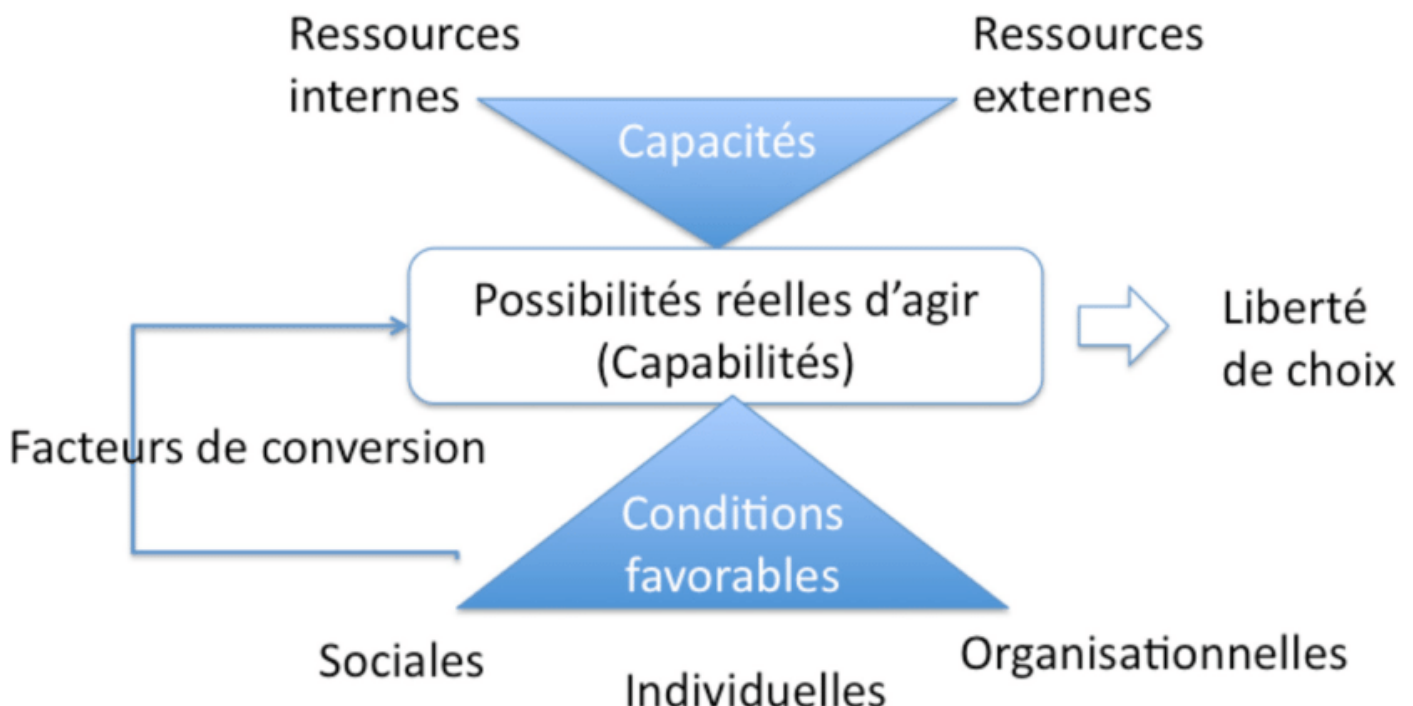 Ressources
internes
Ressources
externes
Capacités
Possibilités réelles d’agir
(Capabilités)
Liberté
de choix
Facteurs de conversion
Conditions
favorables
Sociales
Individuelles
Organisationnelles